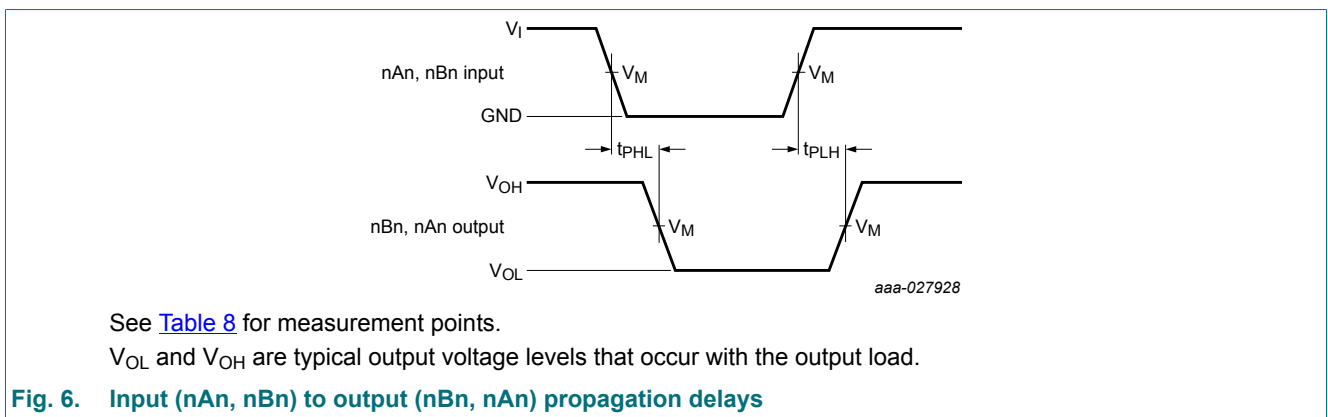 VI
nAn, nBn input
VM
VM
GND
tPHL
tPLH
VOH
nBn, nAn output
VM
VM
VOL
aaa-027928
See Table 8 for measurement points.
VOL and VOH are typical output voltage levels that occur with the output load.
Fig. 6. Input (nAn, nBn) to output (nBn, nAn) propagation delays